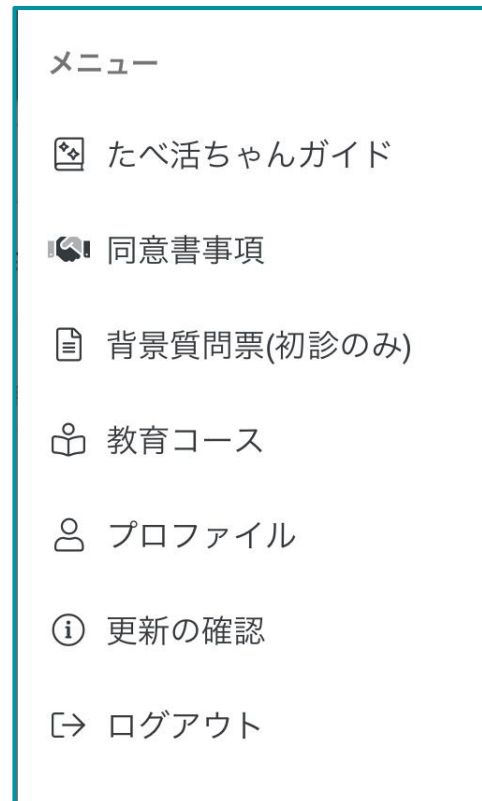 メニュー
たべ活ちゃんガイド
同意書事項
背景質問票(初診のみ)
教育コース
プロファイル
更新の確認
ログアウト